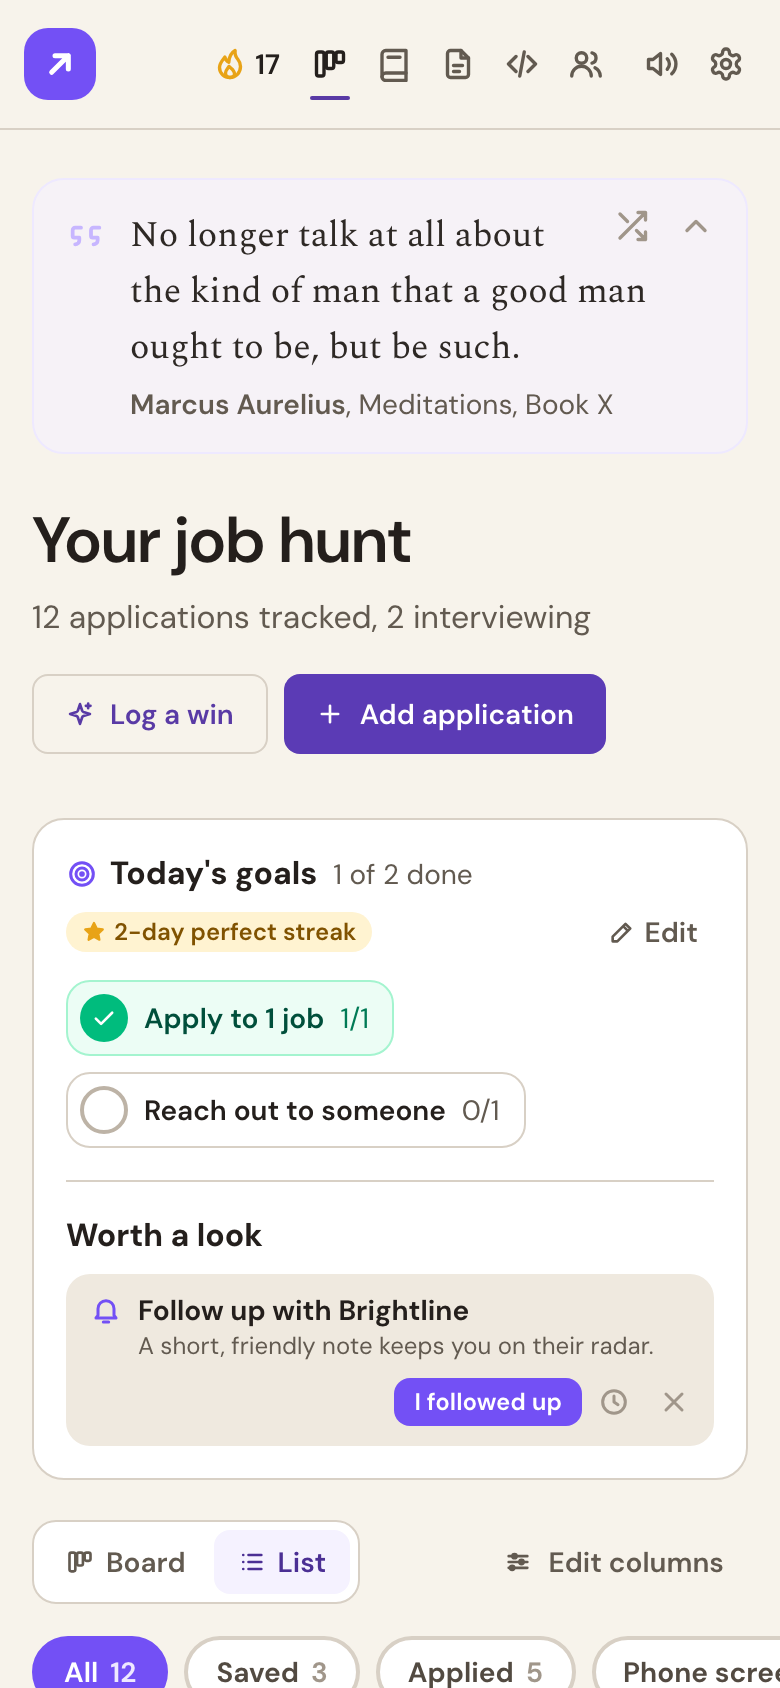 17
No longer talk at all about
the kind of man that a good man
ought to be, but be such.
Marcus Aurelius, Meditations, Book X
Your job hunt
12 applications tracked, 2 interviewing
Log a win
Add application
Today's goals 1 of 2 done
2-day perfect streak
Edit
Apply to 1 job 1/1
Reach out to someone 0/1
Worth a look
Follow up with Brightline
A short, friendly note keeps you on their radar.
I followed up
Board List Edit columns
All 12 Saved 3 Applied 5 Phone scree